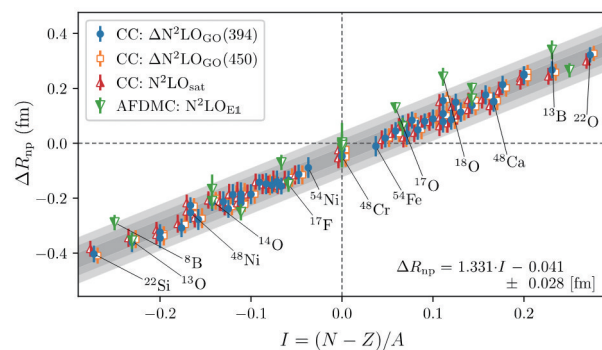 CC: ΔN²LO_GO(394)
CC: ΔN²LO_GO(450)
CC: N²LO_sat
AFDMC: N²LO_E1
0.4
0.2
0.0
−0.2
−0.4
ΔR_np (fm)
¹³B
²²O
¹⁸O
⁴⁸Ca
¹⁷O
⁵⁴Fe
⁴⁸Cr
⁵⁴Ni
¹⁷F
¹⁴O
⁴⁸Ni
⁸B
¹³O
²²Si
ΔR_np = 1.331·I − 0.041
± 0.028 [fm]
−0.2
−0.1
0.0
0.1
0.2
I = (N − Z)/A